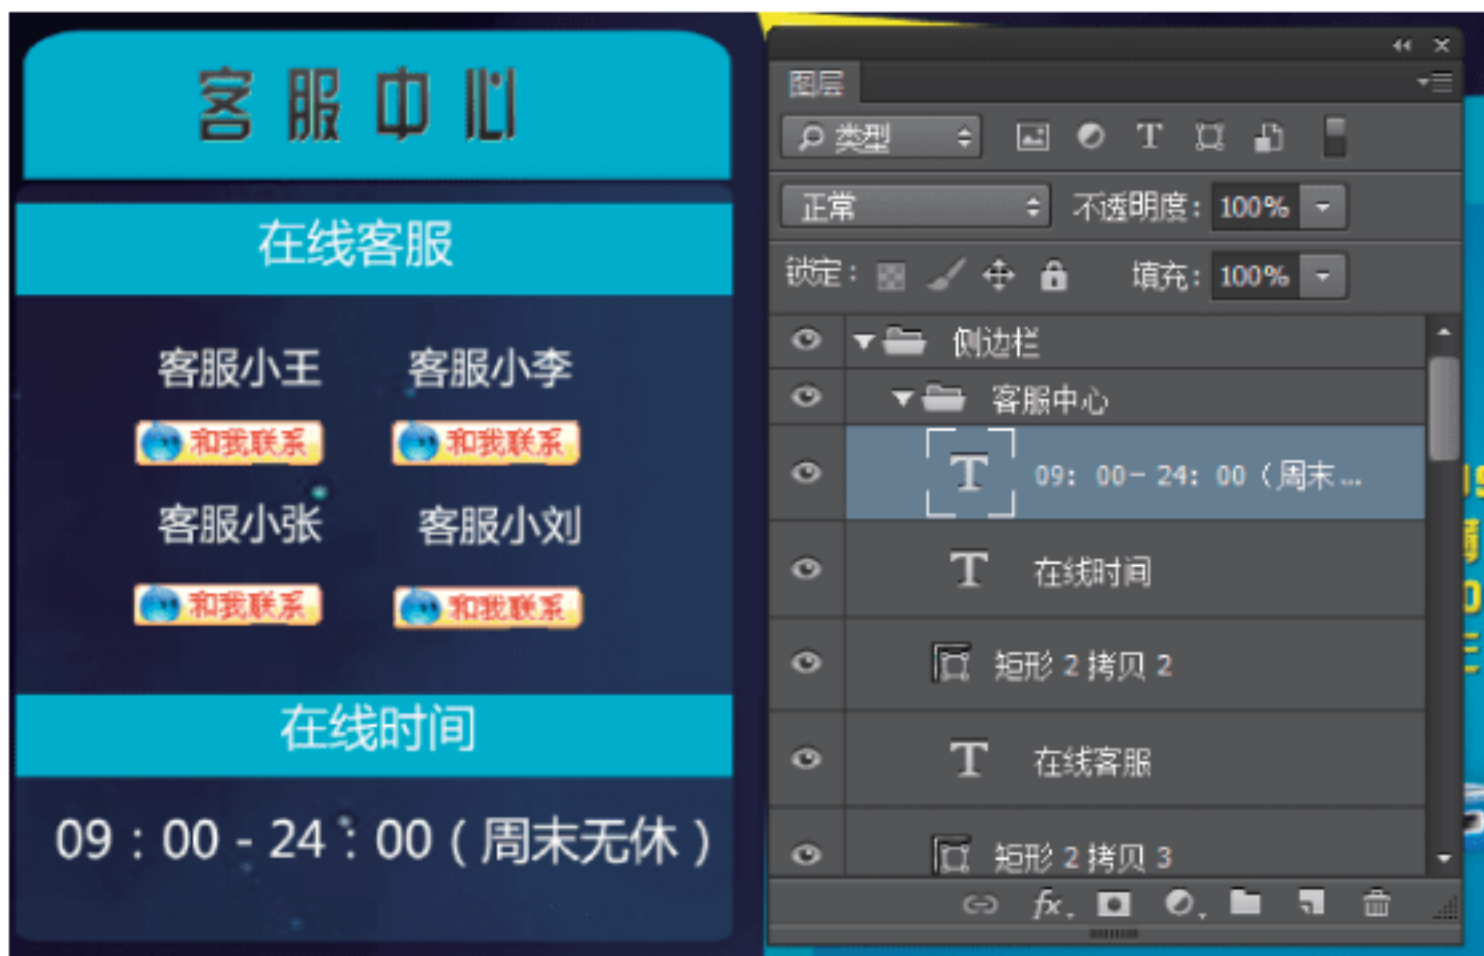 客服中心
在线客服
客服小王 客服小李
和我联系 和我联系
客服小张 客服小刘
和我联系 和我联系
在线时间
09：00 - 24：00（周末无休）
图层
类型
正常 不透明度： 100%
锁定： 填充： 100%
侧边栏
客服中心
09：00－24：00（周末...
在线时间
矩形 2 拷贝 2
在线客服
矩形 2 拷贝 3
fx